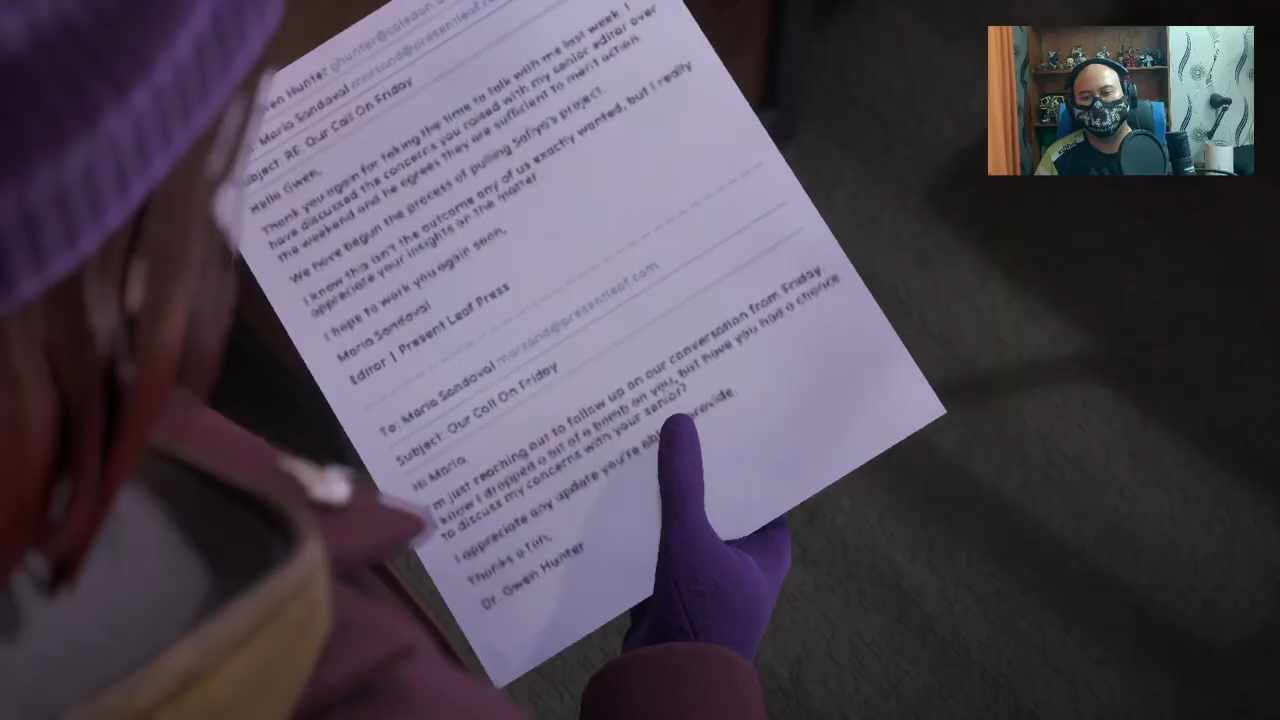 Hunter ghunter@caledon.
Maria Sandoval marsand@presentleaf.
RE: Our Call On Friday
Hello Gwen,
Thank you again for taking the time to talk with me last week. I
have discussed the concerns you raised with my senior editor over
the weekend and he agrees they are sufficient to merit action.
We have begun the process of pulling Safiya's project.
I know this isn't the outcome any of us exactly wanted, but I really
appreciate your insights on the matter.
I hope to work you again soon,
Maria Sandoval
Editor | Present Leaf Press
To: Maria Sandoval marsand@presentleaf.com
Subject: Our Call On Friday
Hi Maria,
I'm just reaching out to follow up on our conversation from Friday
I know I dropped a bit of a bomb on you, but have you had a chance
to discuss my concerns with your senior?
I appreciate any update you're
Thanks a ton,
Dr. Gwen Hunter